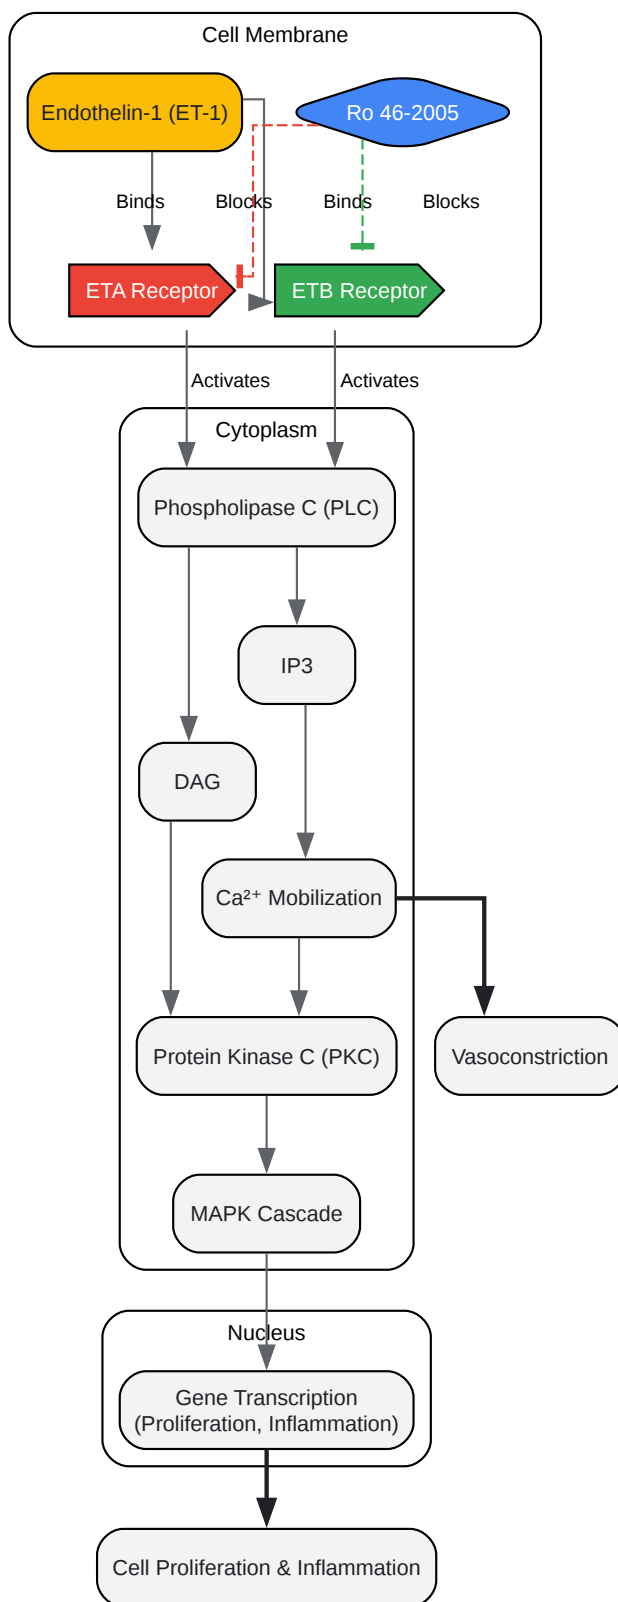 Cell Membrane
Endothelin-1 (ET-1)
Ro 46-2005
Binds
Blocks
Binds
Blocks
ETA Receptor
ETB Receptor
Activates
Activates
Cytoplasm
Phospholipase C (PLC)
IP3
DAG
Ca²⁺ Mobilization
Protein Kinase C (PKC)
Vasoconstriction
MAPK Cascade
Nucleus
Gene Transcription
(Proliferation, Inflammation)
Cell Proliferation & Inflammation